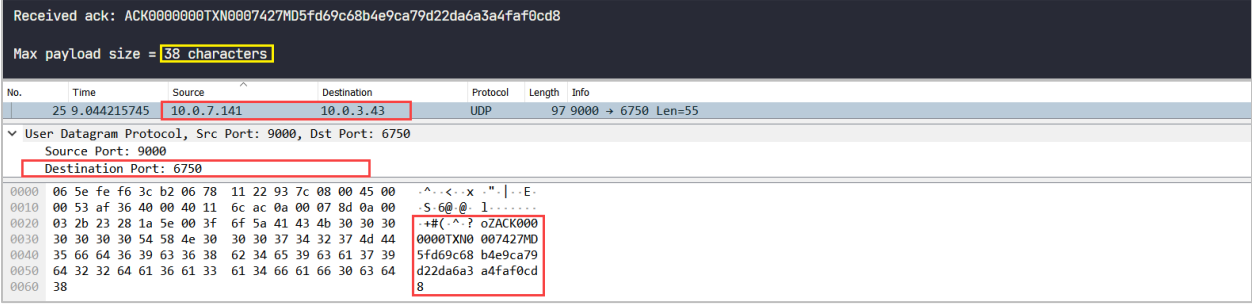 Received ack: ACK0000000TXN0007427MD5fd69c68b4e9ca79d22da6a3a4faf0cd8
Max payload size = 38 characters
No. Time Source Destination Protocol Length Info
25 9.044215745 10.0.7.141 10.0.3.43 UDP 97 9000 → 6750 Len=55
User Datagram Protocol, Src Port: 9000, Dst Port: 6750
Source Port: 9000
Destination Port: 6750
0000 06 5e fe f6 3c b2 06 78 11 22 93 7c 08 00 45 00 ·^··<··x ·"·|··E·
0010 00 53 af 36 40 00 40 11 6c ac 0a 00 07 8d 0a 00 ·S·6@·@· l·······
0020 03 2b 23 28 1a 5e 00 3f 6f 5a 41 43 4b 30 30 30 ·+#(·^·? oZACK000
0030 30 30 30 30 54 58 4e 30 30 30 37 34 32 37 4d 44 0000TXN0 007427MD
0040 35 66 64 36 39 63 36 38 62 34 65 39 63 61 37 39 5fd69c68 b4e9ca79
0050 64 32 32 64 61 36 61 33 61 34 66 61 66 30 63 64 d22da6a3 a4faf0cd
0060 38 8